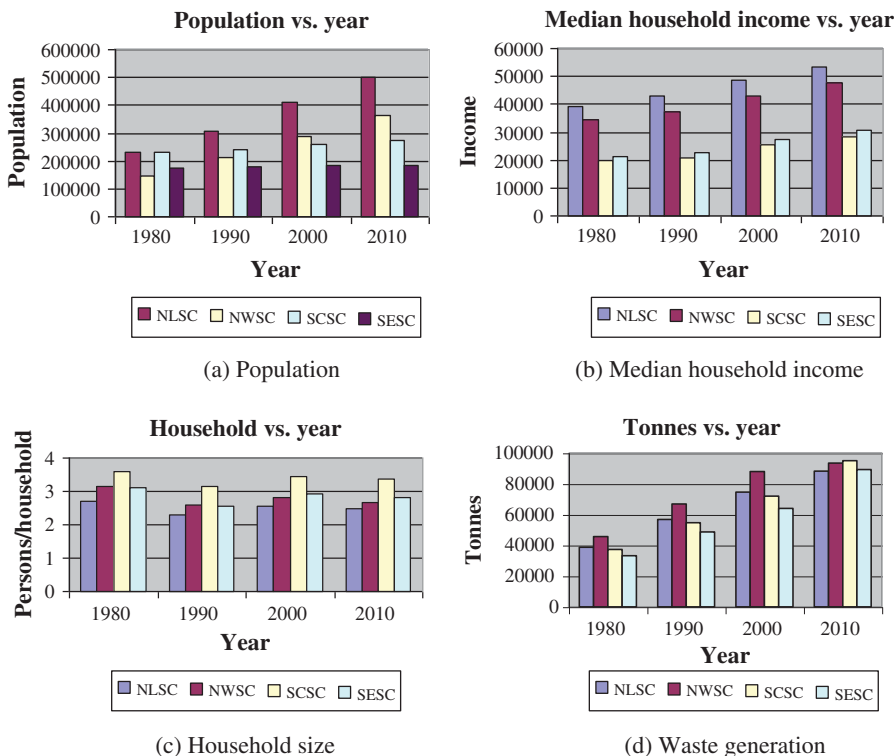 Population vs. year
600000
500000
400000
300000
200000
100000
0
Population
1980 1990 2000 2010
Year
NLSC NWSC SCSC SESC
(a) Population
Median household income vs. year
60000
50000
40000
30000
20000
10000
0
Income
1980 1990 2000 2010
Year
NLSC NWSC SCSC SESC
(b) Median household income
Household vs. year
4
3
2
1
0
Persons/household
1980 1990 2000 2010
Year
NLSC NWSC SCSC SESC
(c) Household size
Tonnes vs. year
100000
80000
60000
40000
20000
0
Tonnes
1980 1990 2000 2010
Year
NLSC NWSC SCSC SESC
(d) Waste generation